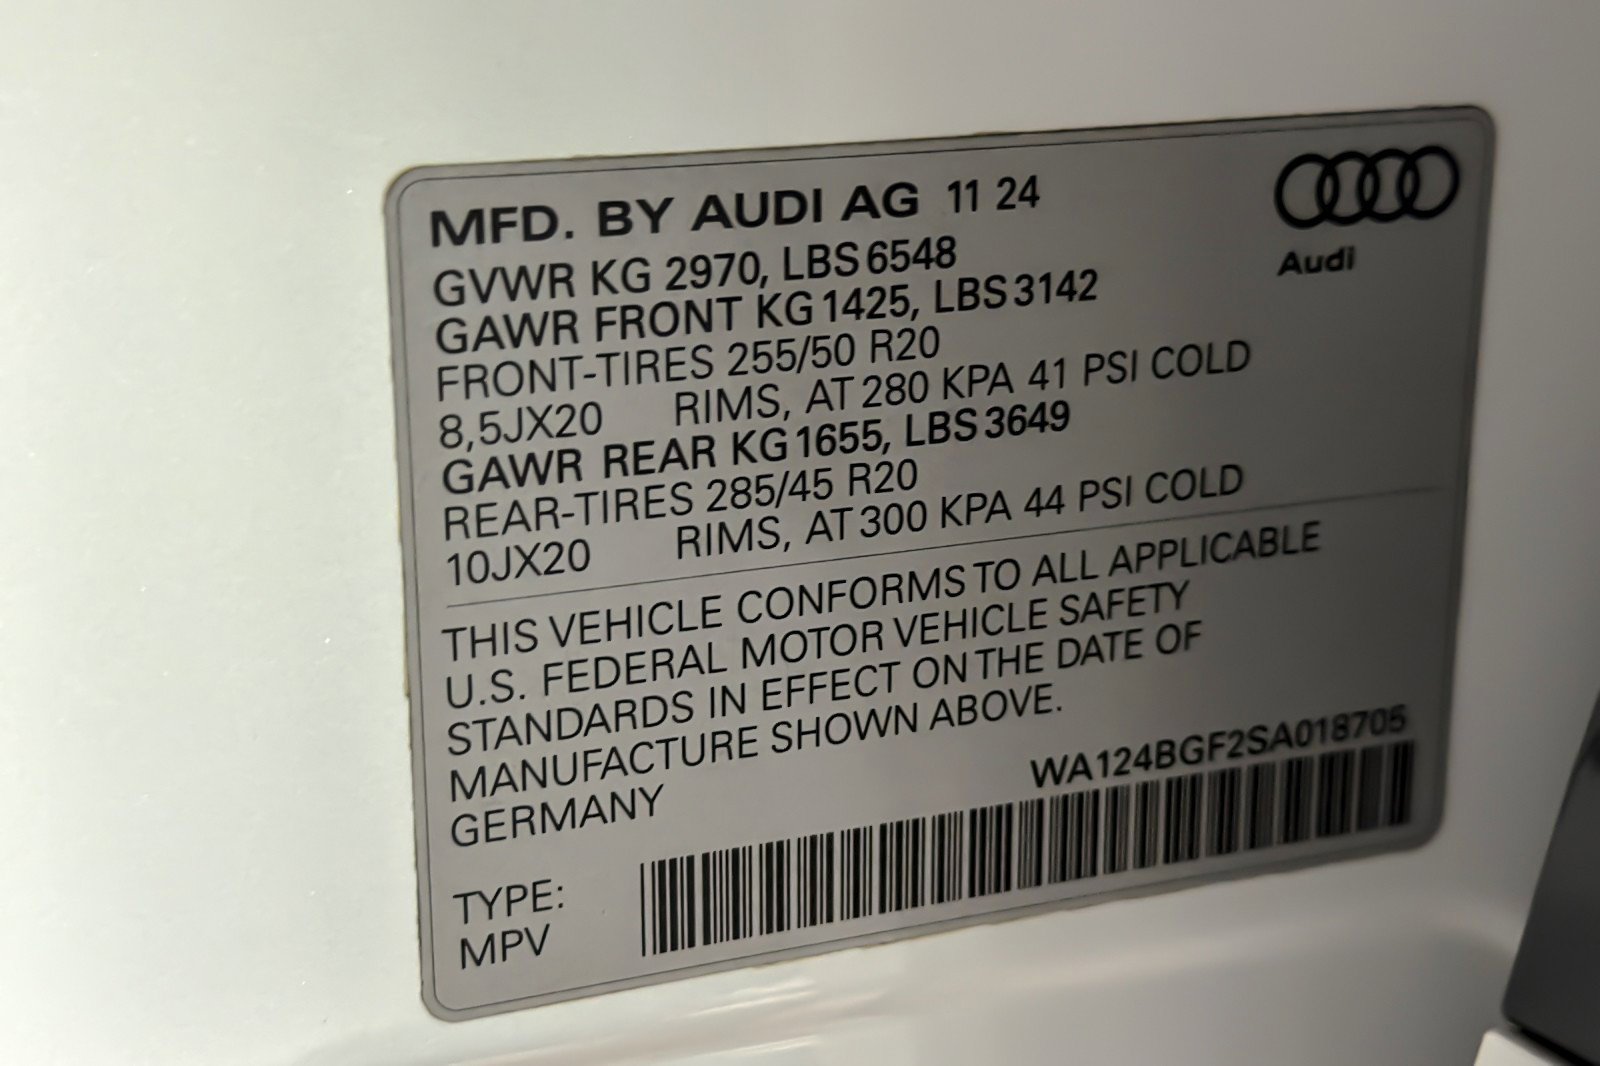 MFD. BY AUDI AG 11 24
Audi
GVWR KG 2970, LBS 6548
GAWR FRONT KG 1425, LBS 3142
FRONT-TIRES 255/50 R20
8,5JX20 RIMS, AT 280 KPA 41 PSI COLD
GAWR REAR KG 1655, LBS 3649
REAR-TIRES 285/45 R20
10JX20 RIMS, AT 300 KPA 44 PSI COLD
THIS VEHICLE CONFORMS TO ALL APPLICABLE
U.S. FEDERAL MOTOR VEHICLE SAFETY
STANDARDS IN EFFECT ON THE DATE OF
MANUFACTURE SHOWN ABOVE.
GERMANY
WA124BGF2SA018705
TYPE:
MPV